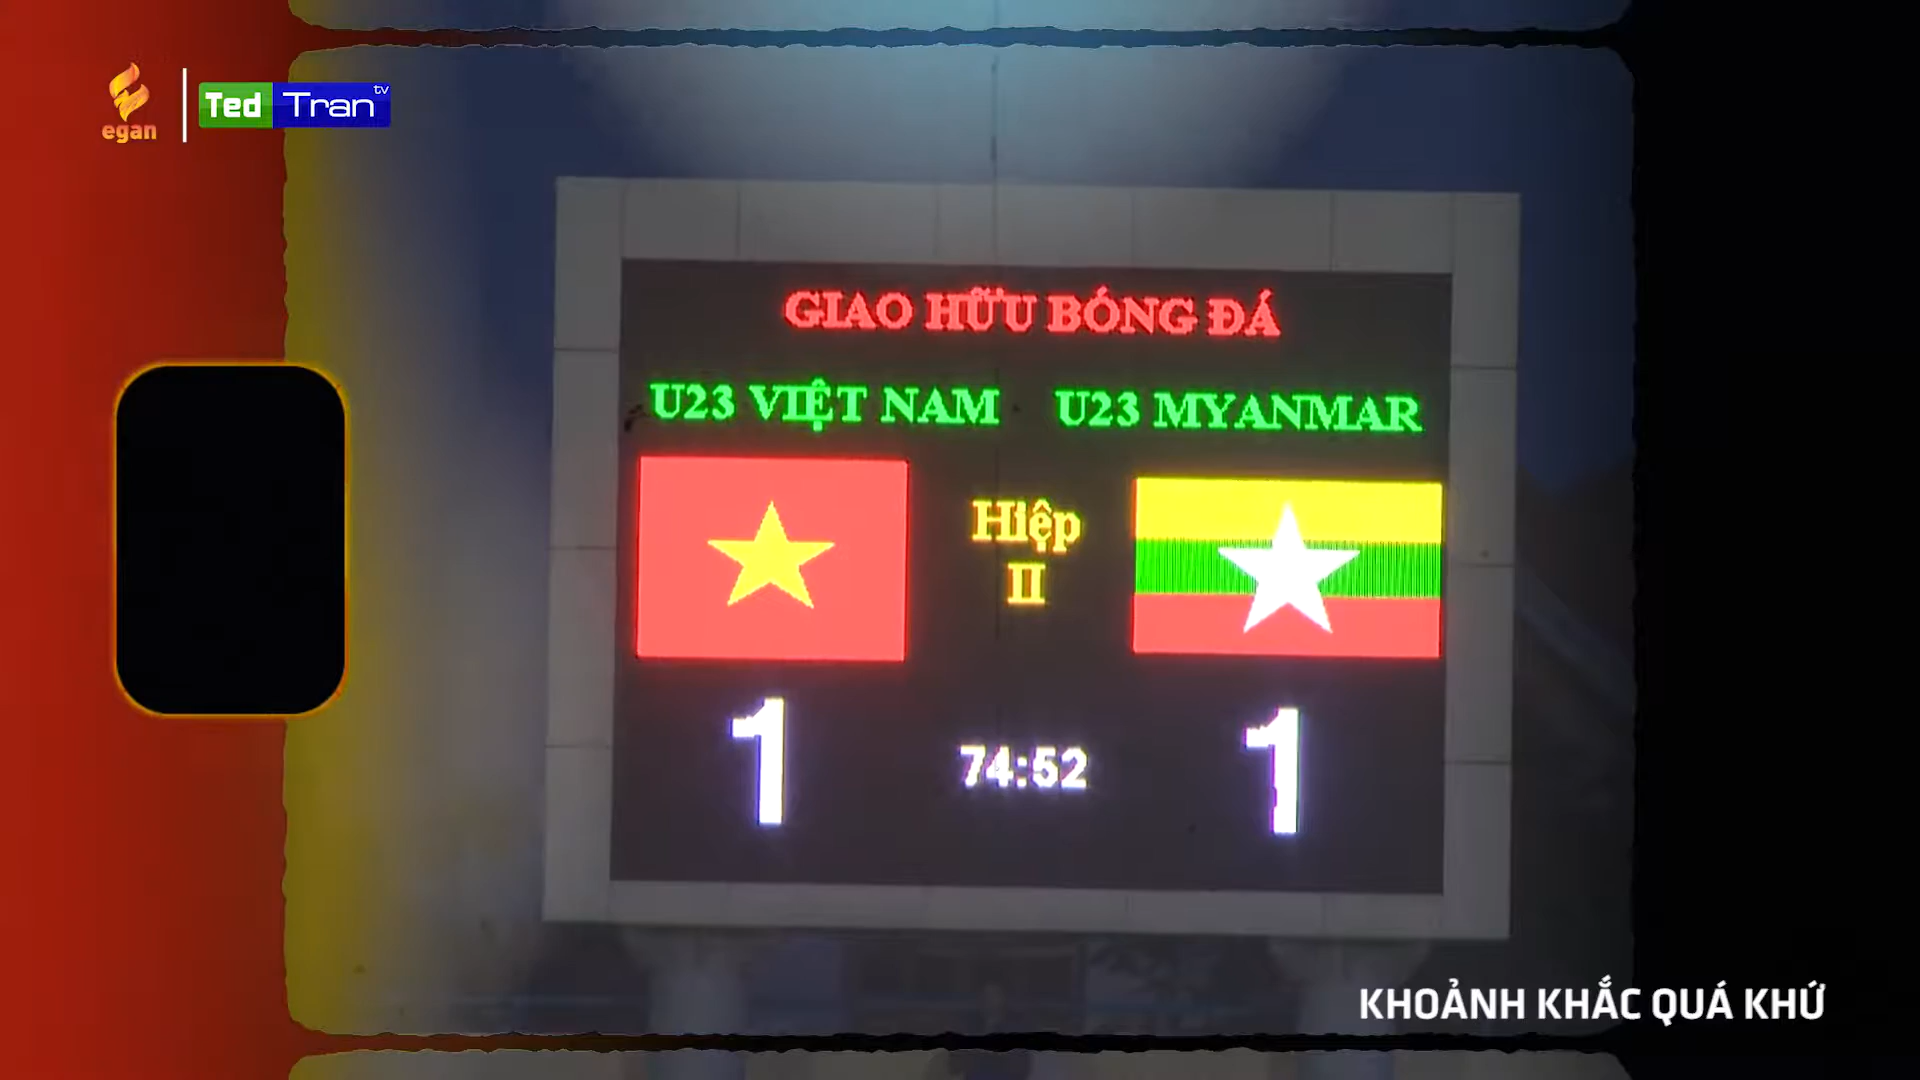 egan
Ted Tran tv
GIAO HỮU BÓNG ĐÁ
U23 VIỆT NAM U23 MYANMAR
Hiệp
II
1 74:52 1
KHOẢNH KHẮC QUÁ KHỨ